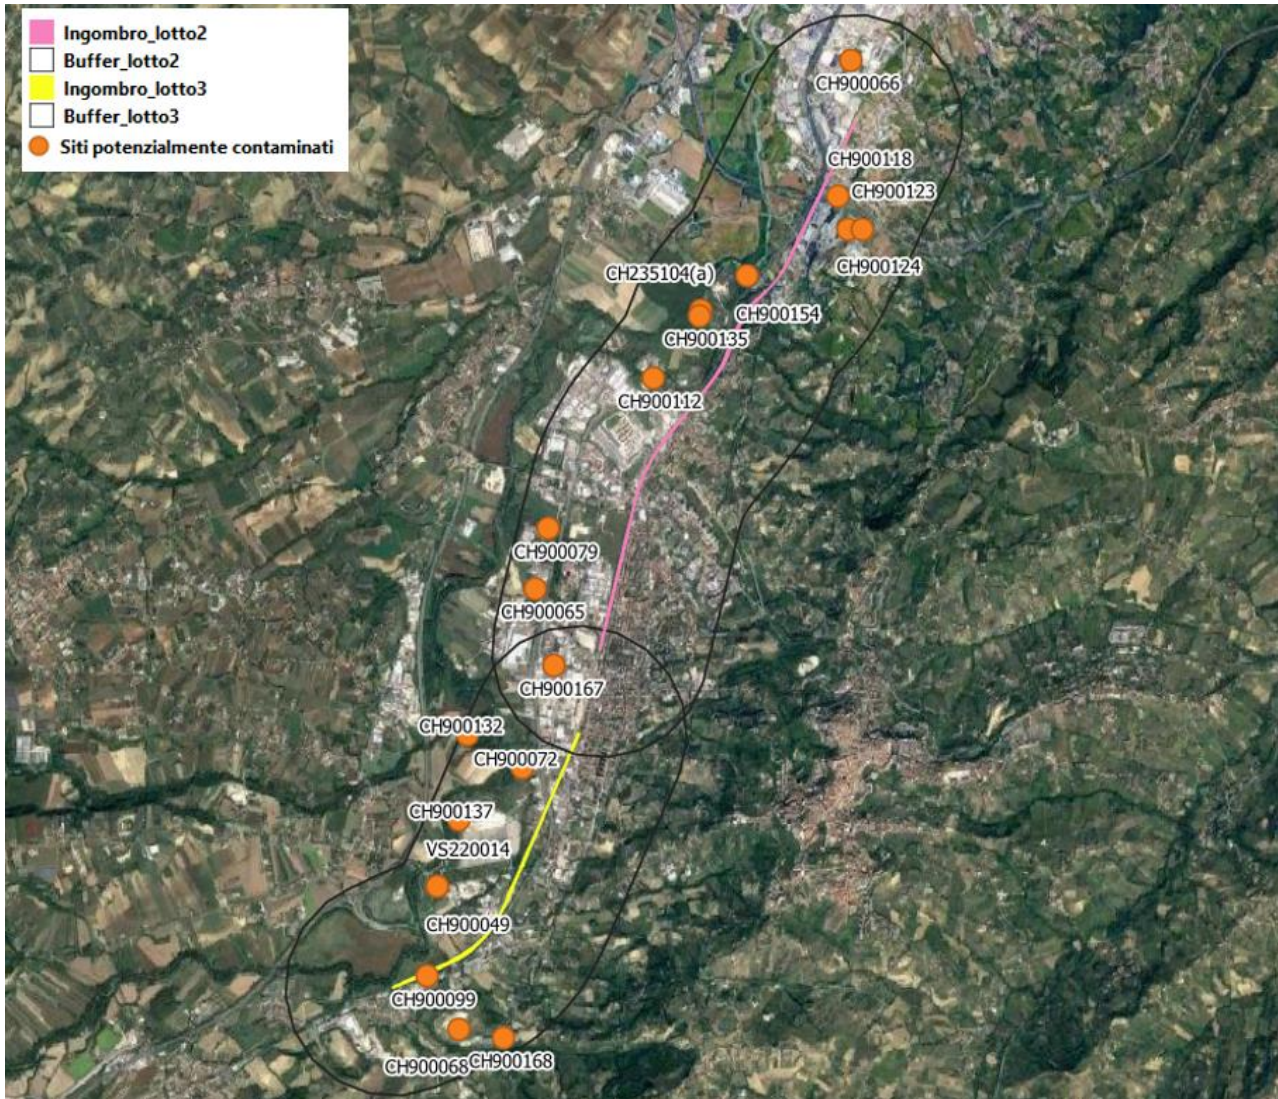 Ingombro_lotto2
Buffer_lotto2
Ingombro_lotto3
Buffer_lotto3
Siti potenzialmente contaminati
CH900066
CH900118
CH900123
CH900124
CH235104(a)
CH900154
CH900135
CH900112
CH900079
CH900065
CH900167
CH900132
CH900072
CH900137
VS220014
CH900049
CH900099
CH900068
CH900168